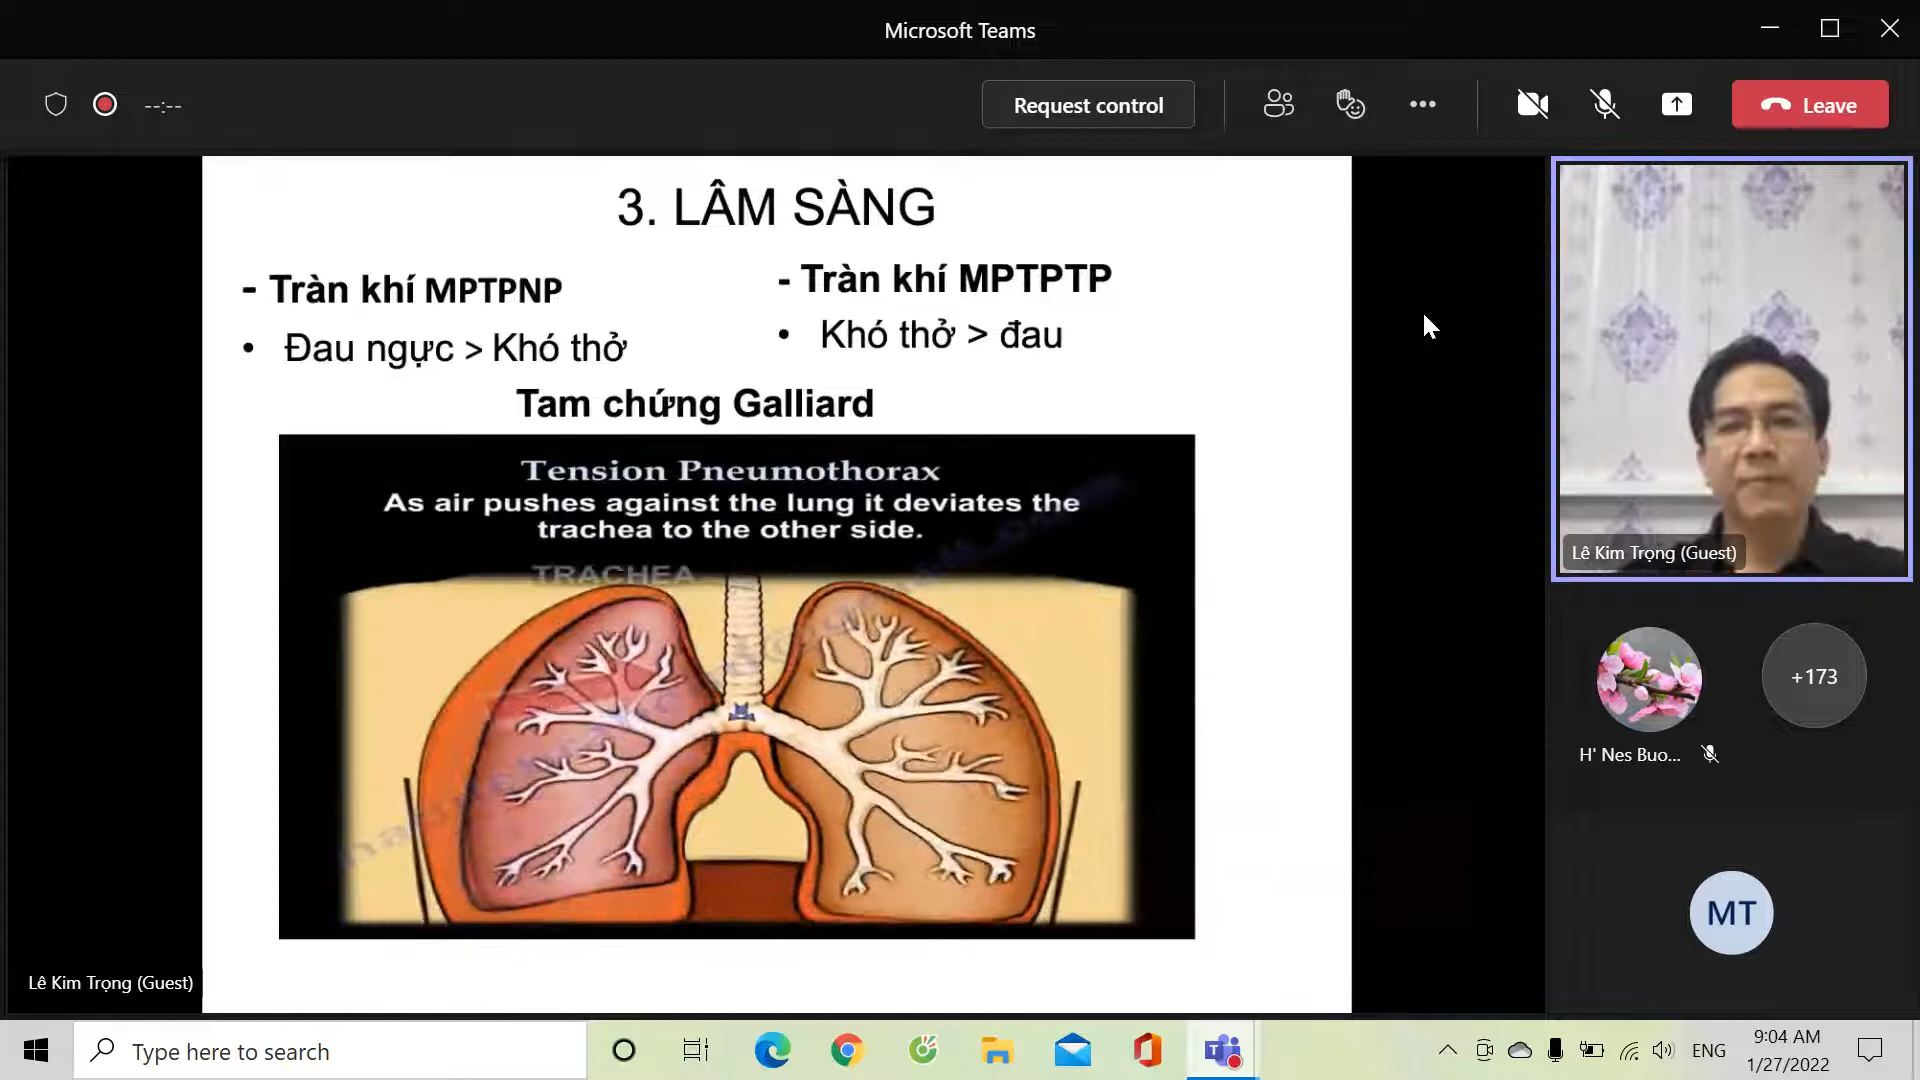 Microsoft Teams
--:--
Request control
Leave
3. LÂM SÀNG
- Tràn khí MPTPNP
• Đau ngực > Khó thở
- Tràn khí MPTPTP
• Khó thở > đau
Tam chứng Galliard
Tension Pneumothorax
As air pushes against the lung it deviates the
trachea to the other side.
TRACHEA
Lê Kim Trọng (Guest)
Lê Kim Trọng (Guest)
H' Nes Buo...
+173
MT
Type here to search
ENG
9:04 AM
1/27/2022